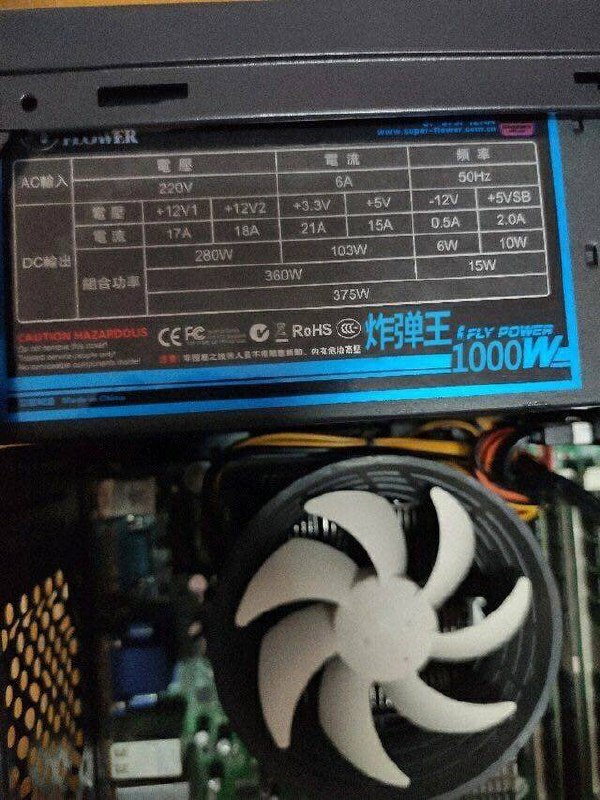 FLOWER
www.super-flower.com.cn
AC輸入 電壓 電流 頻率
220V 6A 50Hz
DC輸出 電壓 +12V1 +12V2 +3.3V +5V -12V +5VSB
電流 17A 18A 21A 15A 0.5A 2.0A
組合功率 280W 103W 6W 10W
360W 15W
375W
CAUTION HAZARDOUS
CE FC RoHS CCC
炸弹王 FLY POWER
1000W